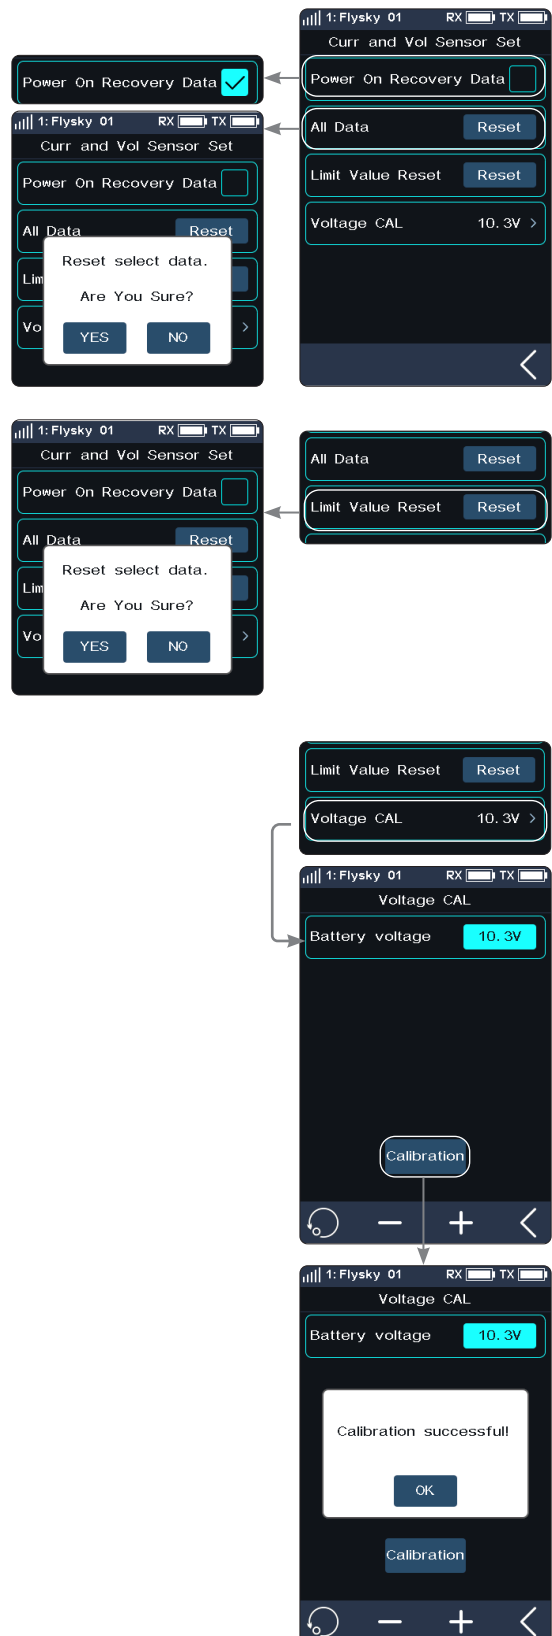 1: Flysky 01 RX TX
Curr and Vol Sensor Set
Power On Recovery Data
All Data Reset
Limit Value Reset Reset
Voltage CAL 10.3V >
Power On Recovery Data
1: Flysky 01 RX TX
Curr and Vol Sensor Set
Power On Recovery Data
All Data Reset
Lim
Vo >
Reset select data.
Are You Sure?
YES NO
All Data Reset
Limit Value Reset Reset
1: Flysky 01 RX TX
Curr and Vol Sensor Set
Power On Recovery Data
All Data Reset
Lim
Vo >
Reset select data.
Are You Sure?
YES NO
Limit Value Reset Reset
Voltage CAL 10.3V >
1: Flysky 01 RX TX
Voltage CAL
Battery voltage 10.3V
Calibration
1: Flysky 01 RX TX
Voltage CAL
Battery voltage 10.3V
Calibration successful!
OK
Calibration